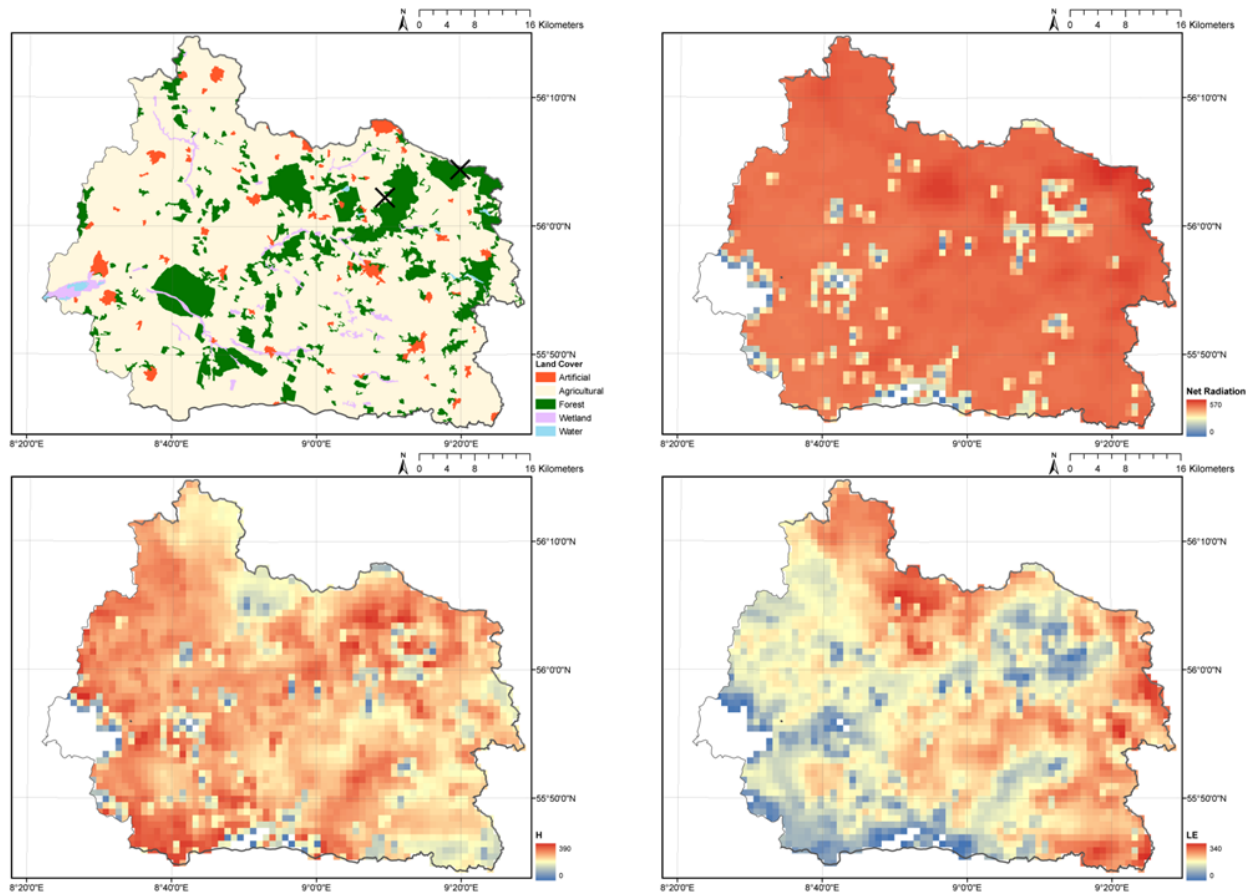 N
0 4 8 16 Kilometers
56°10'0"N
56°0'0"N
55°50'0"N
Land Cover
Artificial
Agricultural
Forest
Wetland
Water
8°20'0"E 8°40'0"E 9°0'0"E 9°20'0"E
N
0 4 8 16 Kilometers
56°10'0"N
56°0'0"N
55°50'0"N
Net Radiation
570
0
8°20'0"E 8°40'0"E 9°0'0"E 9°20'0"E
N
0 4 8 16 Kilometers
56°10'0"N
56°0'0"N
55°50'0"N
H
390
0
8°20'0"E 8°40'0"E 9°0'0"E 9°20'0"E
N
0 4 8 16 Kilometers
56°10'0"N
56°0'0"N
55°50'0"N
LE
340
0
8°20'0"E 8°40'0"E 9°0'0"E 9°20'0"E